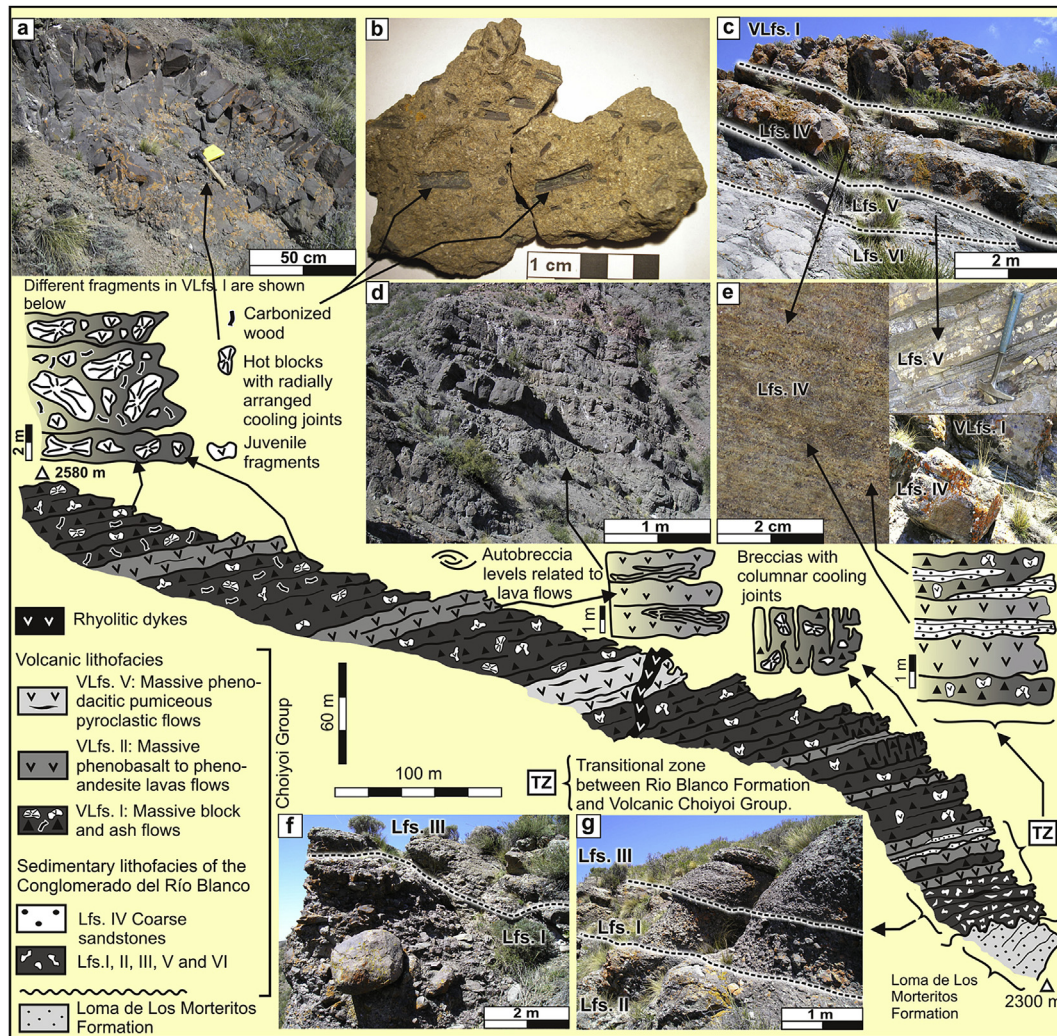 a
50 cm
b
1 cm
c
VLfs. I
Lfs. IV
Lfs. V
Lfs. VI
2 m
Different fragments in VLfs. I are shown
below
Carbonized
wood
Hot blocks
with radially
arranged
cooling joints
Juvenile
fragments
2 m
2580 m
d
1 m
e
Lfs. IV
2 cm
Lfs. V
VLfs. I
Lfs. IV
Autobreccia
levels related to
lava flows
1 m
Breccias with
columnar cooling
joints
1 m
Rhyolitic dykes
Volcanic lithofacies
VLfs. V: Massive pheno-
dacitic pumiceous
pyroclastic flows
VLfs. II: Massive
phenobasalt to pheno-
andesite lavas flows
VLfs. I: Massive block
and ash flows
Choiyoi Group
Sedimentary lithofacies of the
Conglomerado del Río Blanco
Lfs. IV Coarse
sandstones
Lfs.I, II, III, V and VI
Loma de Los Morteritos
Formation
60 m
100 m
TZ
Transitional zone
between Rio Blanco Formation
and Volcanic Choiyoi Group.
TZ
f
Lfs. III
Lfs. I
2 m
g
Lfs. III
Lfs. I
Lfs. II
1 m
Loma de Los
Morteritos
Formation
2300 m